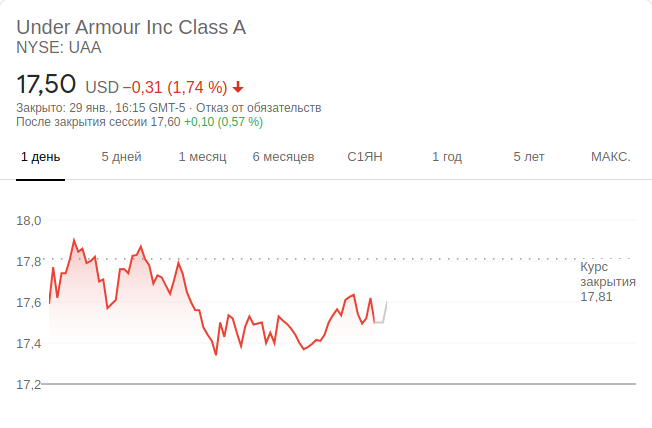 Under Armour Inc Class A
NYSE: UAA
17,50 USD −0,31 (1,74 %)
Закрыто: 29 янв., 16:15 GMT-5 · Отказ от обязательств
После закрытия сессии 17,60 +0,10 (0,57 %)
1 день 5 дней 1 месяц 6 месяцев С1ЯН 1 год 5 лет МАКС.
18,0
17,8
Курс
закрытия
17,81
17,6
17,4
17,2